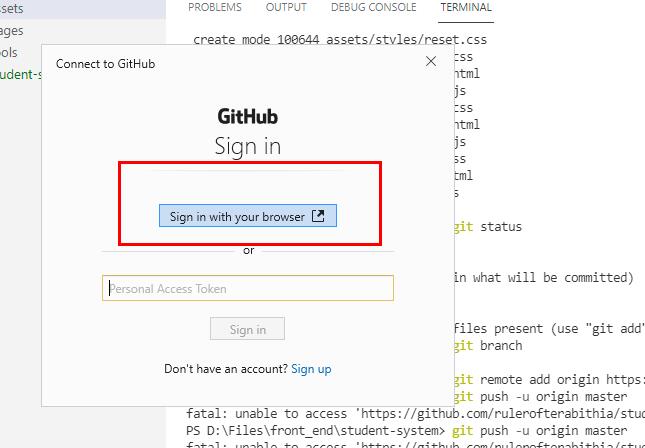 ssets
PROBLEMS OUTPUT DEBUG CONSOLE TERMINAL
ages
create mode 100644 assets/styles/reset.css
ools
css
Connect to GitHub
html
udent-s
js
css
GitHub
html
Sign in
js
ss
tml
s
Sign in with your browser
git status
or
in what will be committed)
Personal Access Token
Sign in
files present (use "git add"
git branch
Don't have an account? Sign up
git remote add origin https:
git push -u origin master
fatal: unable to access 'https://github.com/rulerofterabithia/stu
PS D:\Files\front_end\student-system> git push -u origin master
fatal: unable to access 'https://github.com/rulerofterabithia/stu